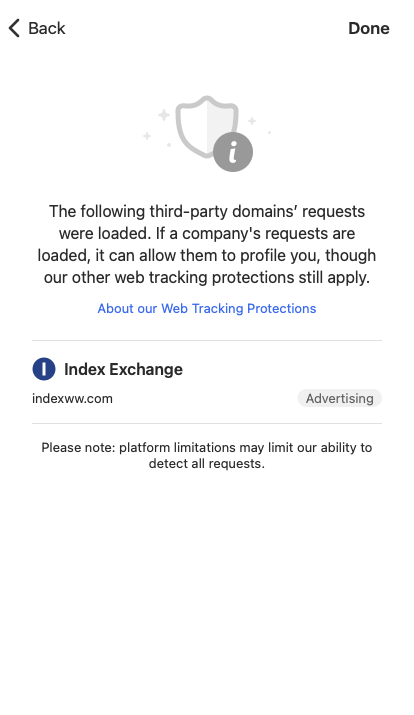 Back
Done
The following third-party domains’ requests
were loaded. If a company's requests are
loaded, it can allow them to profile you, though
our other web tracking protections still apply.
About our Web Tracking Protections
Index Exchange
indexww.com
Advertising
Please note: platform limitations may limit our ability to
detect all requests.